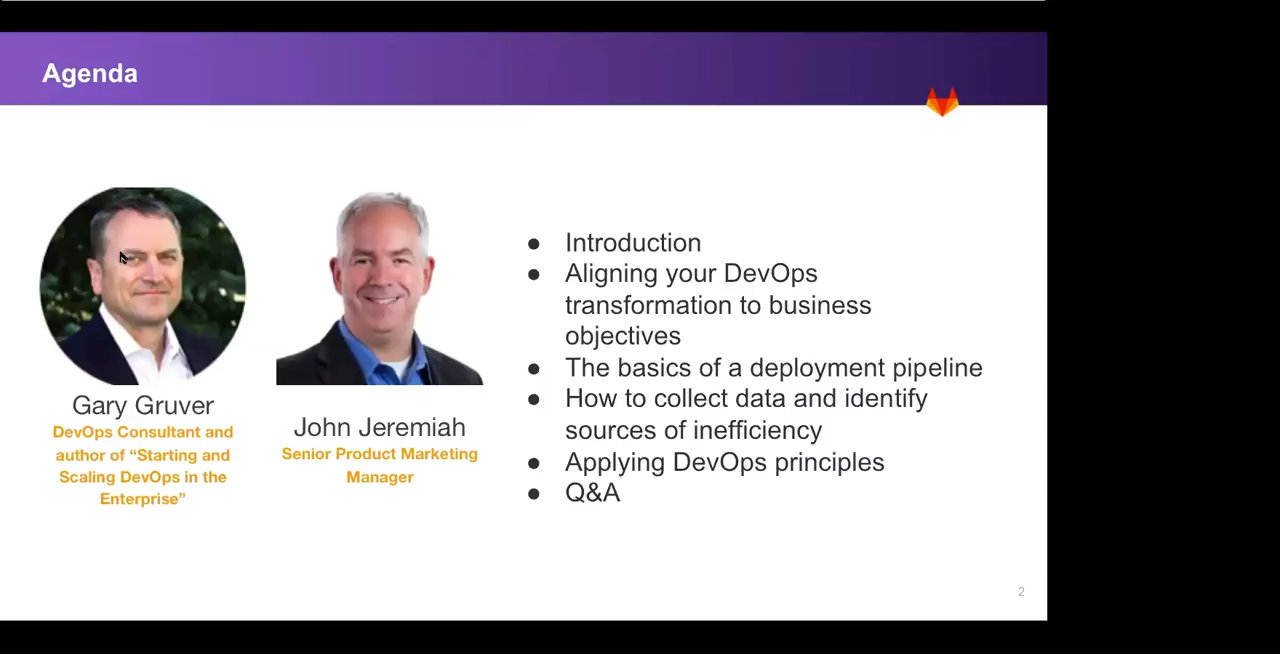 Agenda
Gary Gruver
DevOps Consultant and
author of “Starting and
Scaling DevOps in the
Enterprise”
John Jeremiah
Senior Product Marketing
Manager
● Introduction
● Aligning your DevOps
transformation to business
objectives
● The basics of a deployment pipeline
● How to collect data and identify
sources of inefficiency
● Applying DevOps principles
● Q&A
2